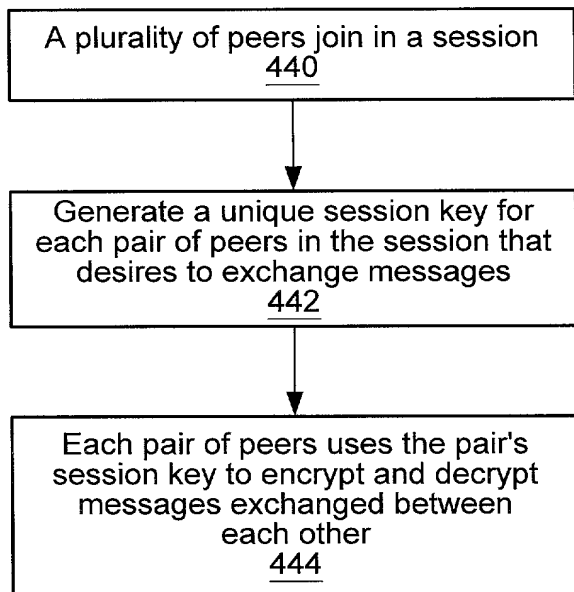 A plurality of peers join in a session
440
Generate a unique session key for
each pair of peers in the session that
desires to exchange messages
442
Each pair of peers uses the pair's
session key to encrypt and decrypt
messages exchanged between
each other
444